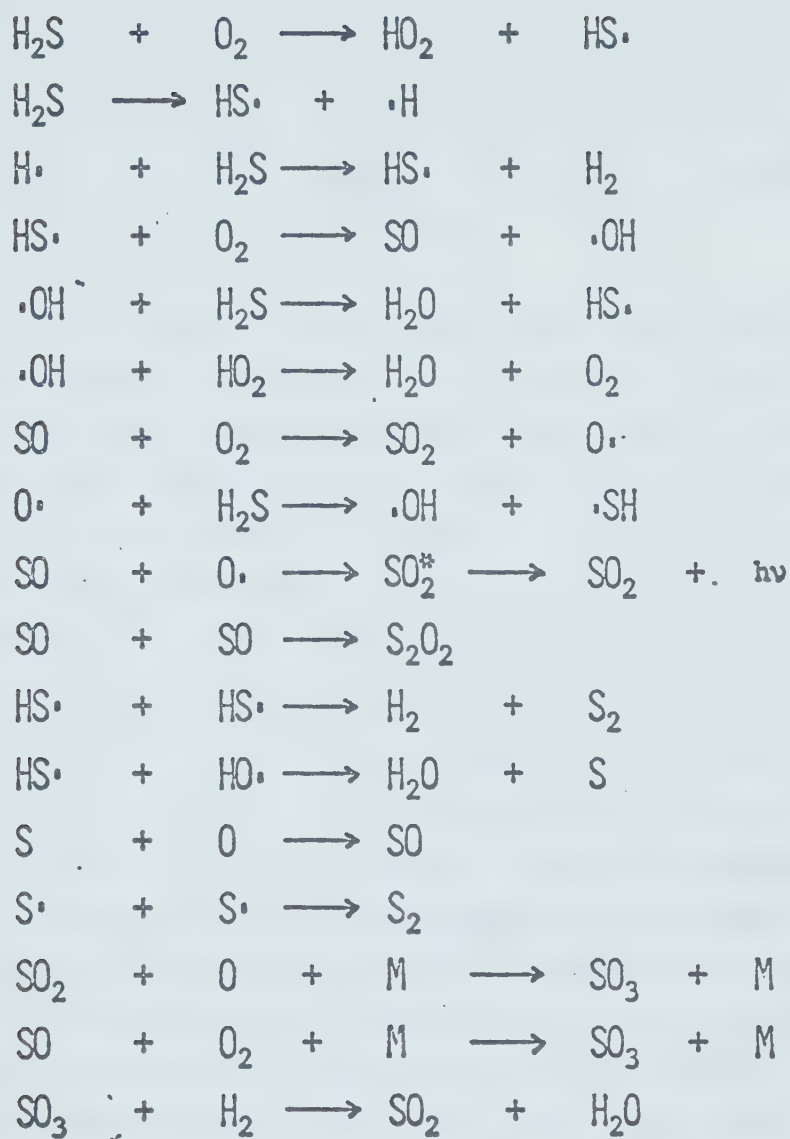 H₂S + O₂ ⟶ HO₂ + HS•
H₂S ⟶ HS• + •H
H• + H₂S ⟶ HS• + H₂
HS• + O₂ ⟶ SO + •OH
•OH + H₂S ⟶ H₂O + HS•
•OH + HO₂ ⟶ H₂O + O₂
SO + O₂ ⟶ SO₂ + O•
O• + H₂S ⟶ •OH + •SH
SO + O• ⟶ SO₂* ⟶ SO₂ + hν
SO + SO ⟶ S₂O₂
HS• + HS• ⟶ H₂ + S₂
HS• + HO• ⟶ H₂O + S
S + O ⟶ SO
S• + S• ⟶ S₂
SO₂ + O + M ⟶ SO₃ + M
SO + O₂ + M ⟶ SO₃ + M
SO₃ + H₂ ⟶ SO₂ + H₂O